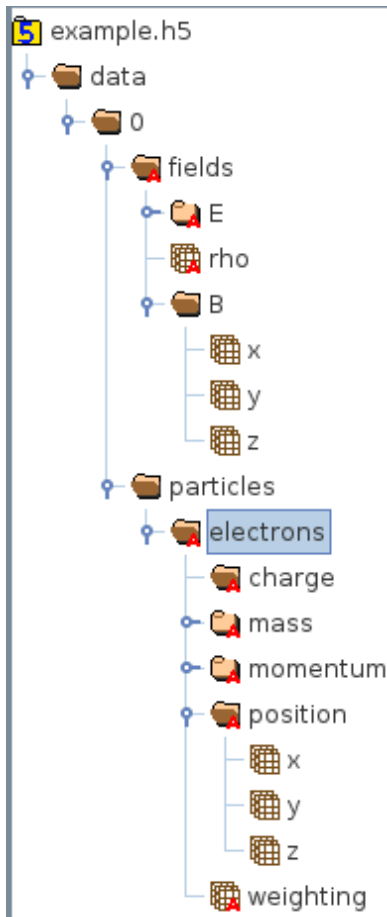 example.h5
data
0
fields
E
rho
B
x
y
z
particles
electrons
charge
mass
momentum
position
x
y
z
weighting